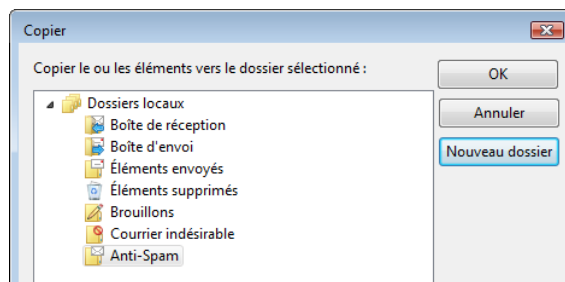 Copier
Copier le ou les éléments vers le dossier sélectionné :
OK
Annuler
Nouveau dossier
Dossiers locaux
Boîte de réception
Boîte d'envoi
Éléments envoyés
Éléments supprimés
Brouillons
Courrier indésirable
Anti-Spam